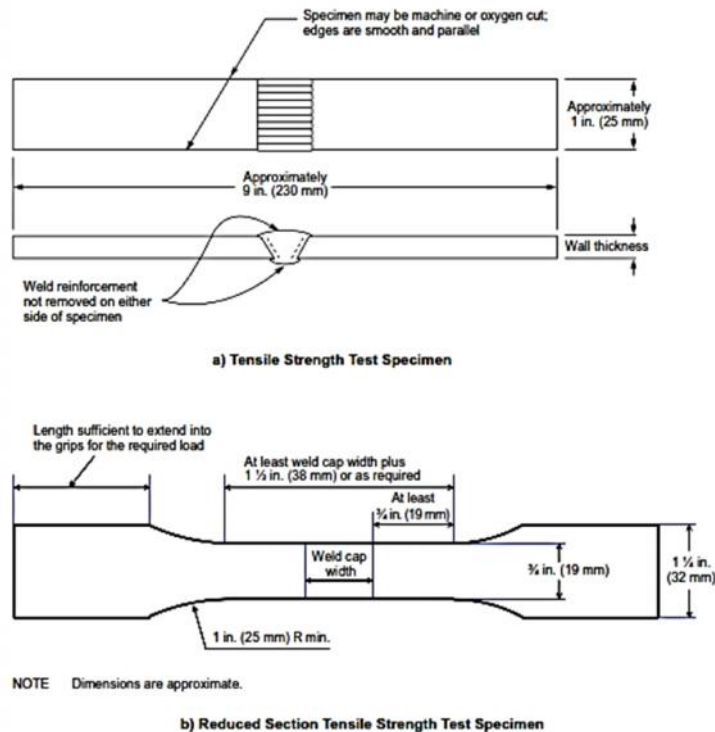 Specimen may be machine or oxygen cut;
edges are smooth and parallel
Approximately
1 in. (25 mm)
Approximately
9 in. (230 mm)
Wall thickness
Weld reinforcement
not removed on either
side of specimen
a) Tensile Strength Test Specimen
Length sufficient to extend into
the grips for the required load
At least weld cap width plus
1 ½ in. (38 mm) or as required
At least
¾ in. (19 mm)
Weld cap
width
¾ in. (19 mm)
1 ¼ in.
(32 mm)
1 in. (25 mm) R min.
NOTE Dimensions are approximate.
b) Reduced Section Tensile Strength Test Specimen